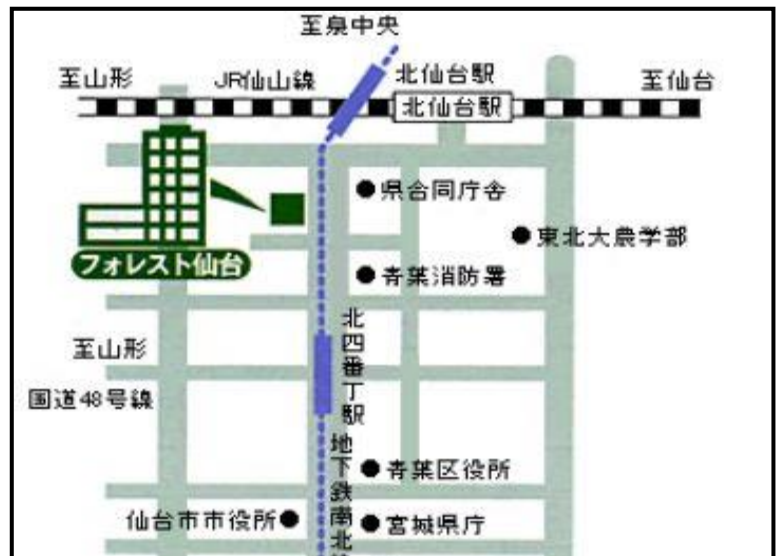 至泉中央
至山形
JR仙山線
北仙台駅
至仙台
北仙台駅
県合同庁舎
東北大農学部
フォレスト仙台
青葉消防署
北四番丁駅
至山形
国道48号線
地下鉄南北
青葉区役所
仙台市市役所
宮城県庁